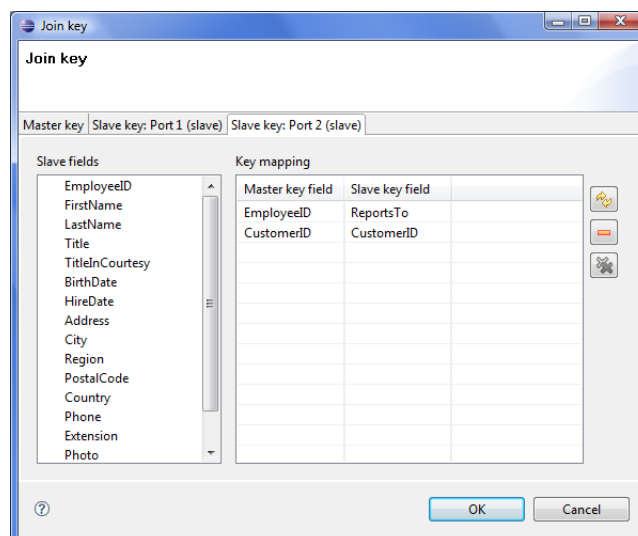 Join key
Join key
Master key Slave key: Port 1 (slave) Slave key: Port 2 (slave)
Slave fields
EmployeeID
FirstName
LastName
Title
TitleInCourtesy
BirthDate
HireDate
Address
City
Region
PostalCode
Country
Phone
Extension
Photo
Key mapping
Master key field Slave key field
EmployeeID ReportsTo
CustomerID CustomerID
OK Cancel